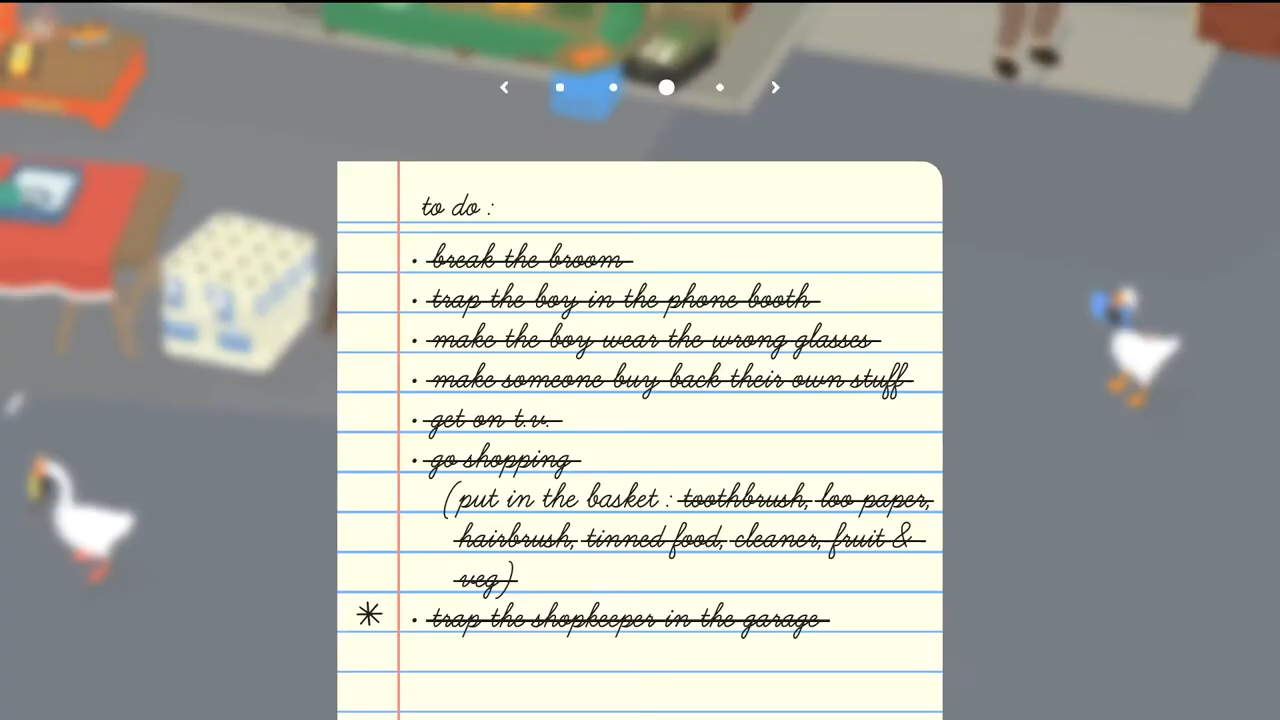 to do :
• break the broom
• trap the boy in the phone booth
• make the boy wear the wrong glasses
• make someone buy back their own stuff
• get on t.v.
• go shopping
(put in the basket : toothbrush, loo paper,
hairbrush, tinned food, cleaner, fruit &
veg)
• trap the shopkeeper in the garage